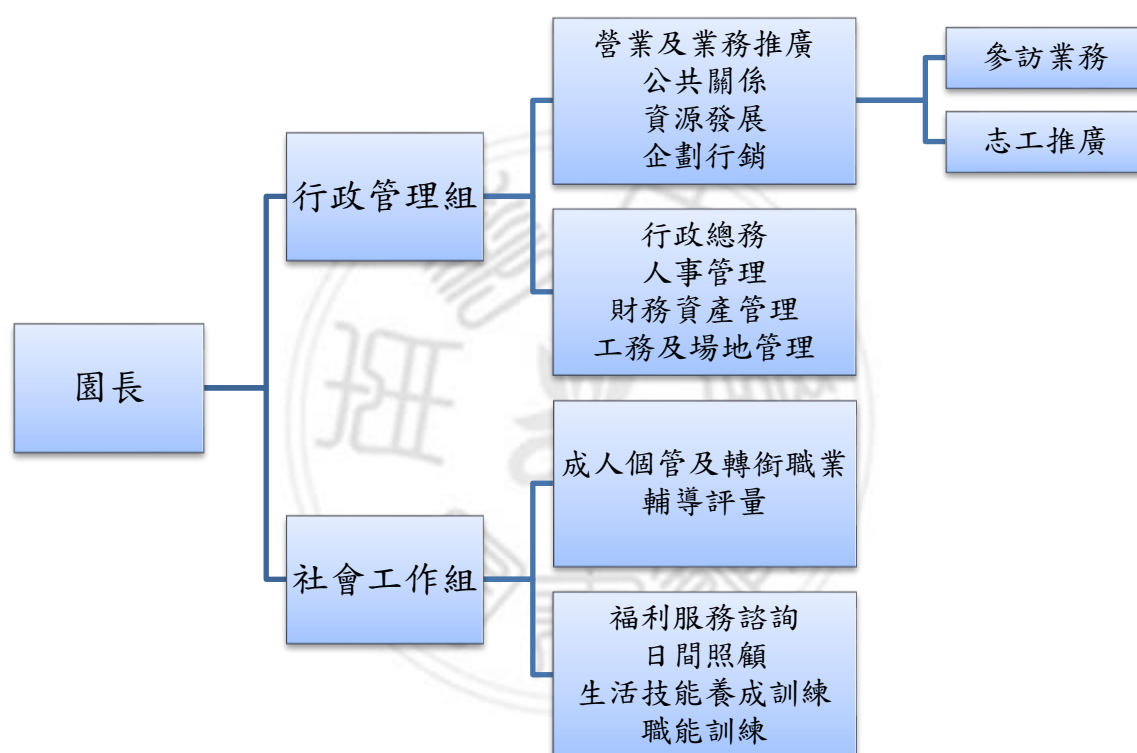 園長
行政管理組
營業及業務推廣
公共關係
資源發展
企劃行銷
參訪業務
志工推廣
行政總務
人事管理
財務資產管理
工務及場地管理
社會工作組
成人個管及轉銜職業
輔導評量
福利服務諮詢
日間照顧
生活技能養成訓練
職能訓練